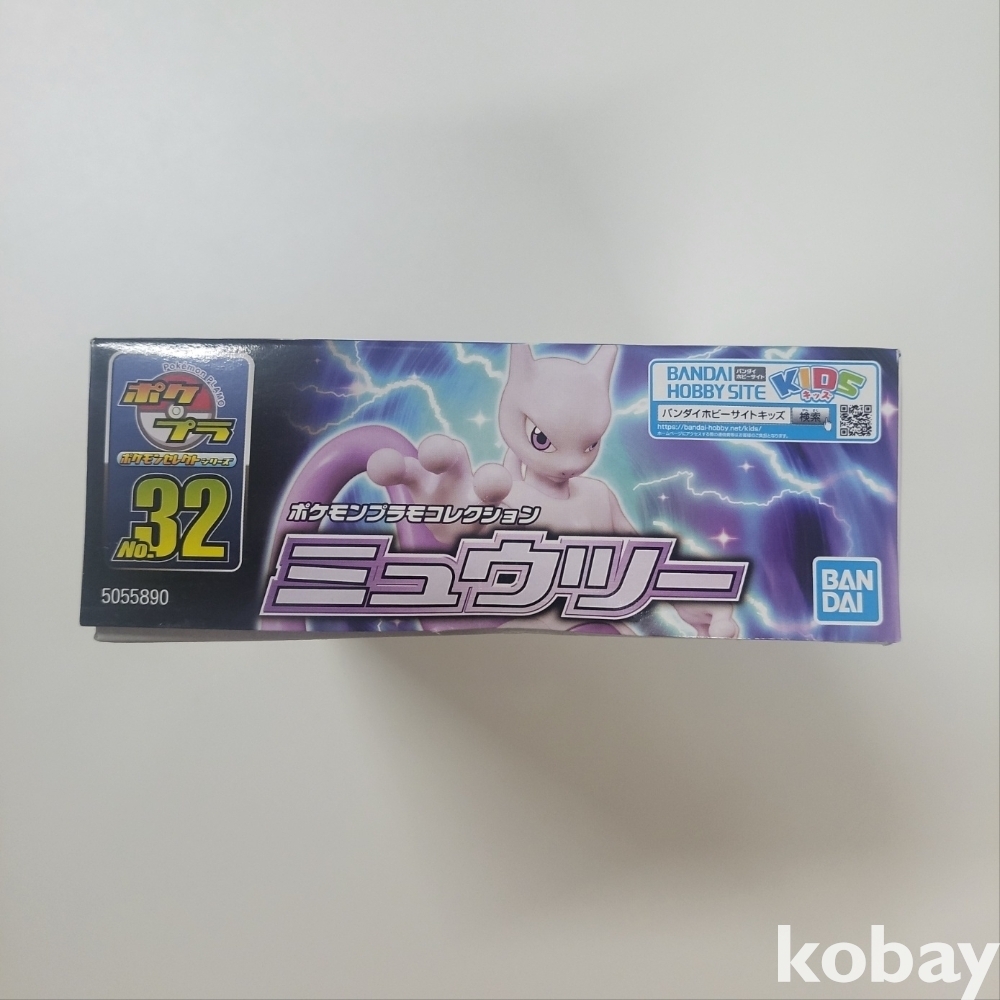 Pokémon PLAMO
ポケ
プラ
ポケモンセレクトシリーズ
No.32
5055890
ポケモンプラモコレクション
ミュウツー
BANDAI
HOBBY SITE
バンダイ
ホビーサイト
KIDS
キッズ
バンダイホビーサイトキッズ 検索
https://bandai-hobby.net/kids/
BAN
DAI
kobay